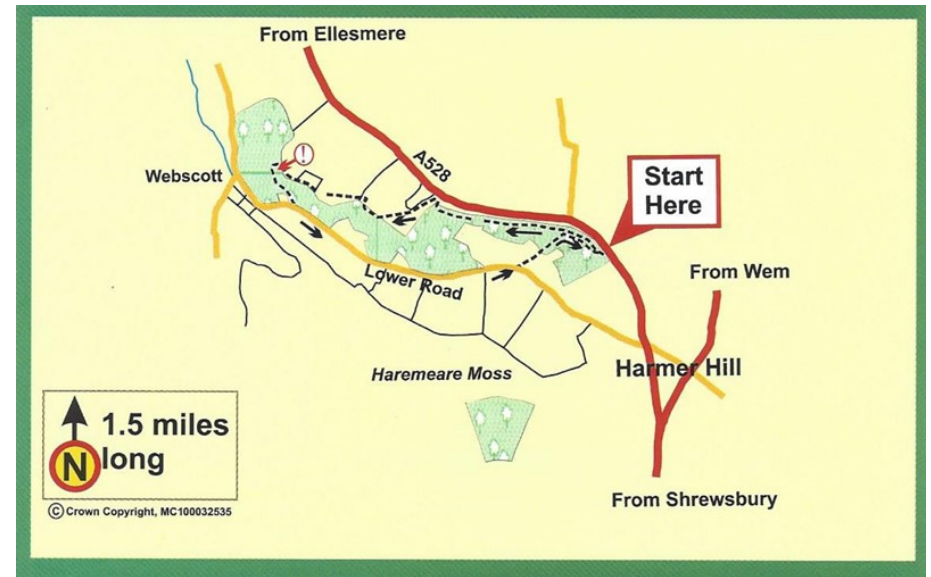 From Ellesmere
Webscott
!
A528
Start
Here
From Wem
Lower Road
Haremeare Moss
Harmer Hill
1.5 miles
N long
From Shrewsbury
© Crown Copyright, MC100032535